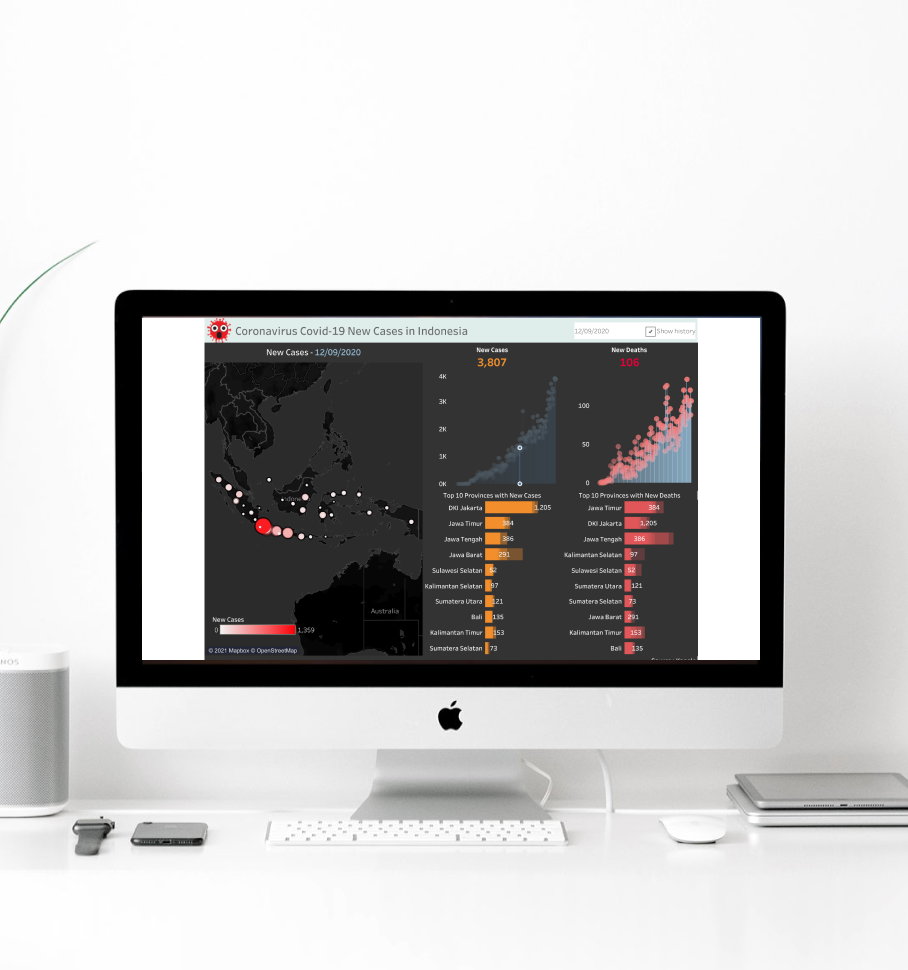 Coronavirus Covid-19 New Cases in Indonesia
12/09/2020
Show history
New Cases - 12/09/2020
New Cases
3,807
New Deaths
106
4K
3K
2K
1K
0K
100
50
0
Australia
New Cases
0
1,359
© 2021 Mapbox © OpenStreetMap
Top 10 Provinces with New Cases
DKI Jakarta 1,205
Jawa Timur 384
Jawa Tengah 386
Jawa Barat 291
Sulawesi Selatan 52
Kalimantan Selatan 97
Sumatera Utara 121
Bali 135
Kalimantan Timur 153
Sumatera Selatan 73
Top 10 Provinces with New Deaths
Jawa Timur 384
DKI Jakarta 1,205
Jawa Tengah 386
Kalimantan Selatan 97
Sulawesi Selatan 52
Sumatera Utara 121
Sumatera Selatan 73
Jawa Barat 291
Kalimantan Timur 153
Bali 135